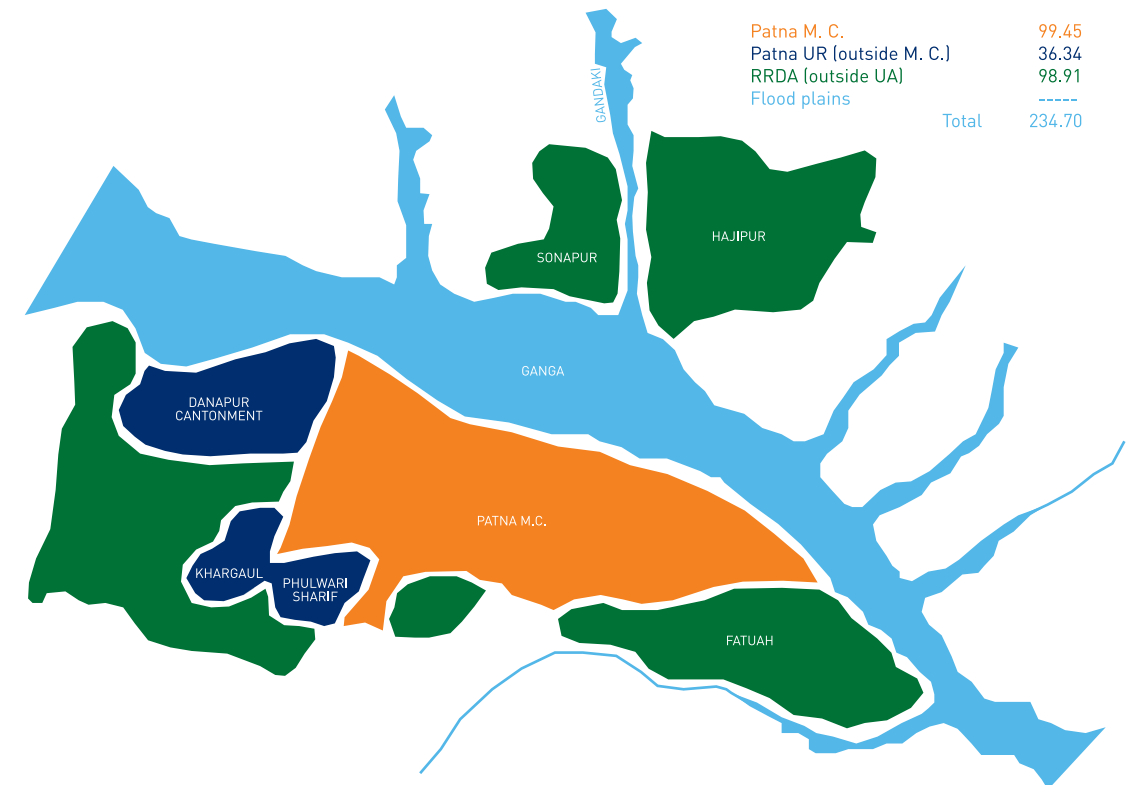 Patna M. C. 99.45
Patna UR (outside M. C.) 36.34
RRDA (outside UA) 98.91
Flood plains -----
Total 234.70
GANDAKI
HAJIPUR
SONAPUR
GANGA
DANAPUR
CANTONMENT
PATNA M.C.
KHARGAUL
PHULWARI
SHARIF
FATUAH